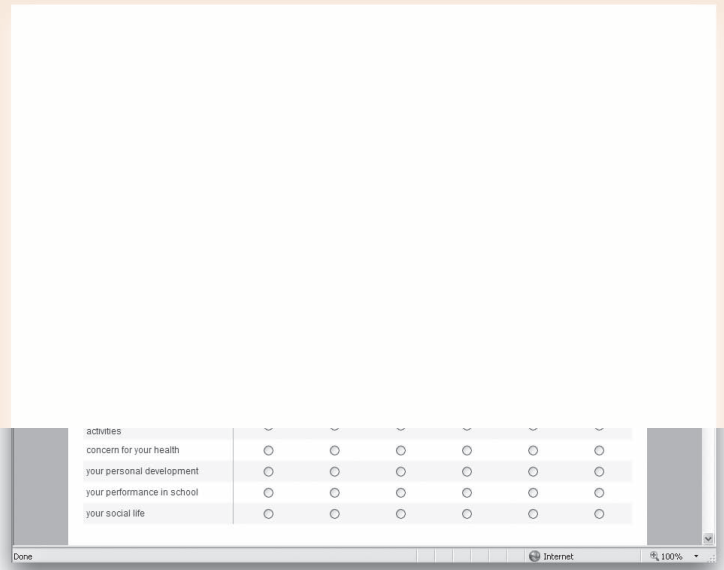 activities
concern for your health
your personal development
your performance in school
your social life
Done
Internet
100%